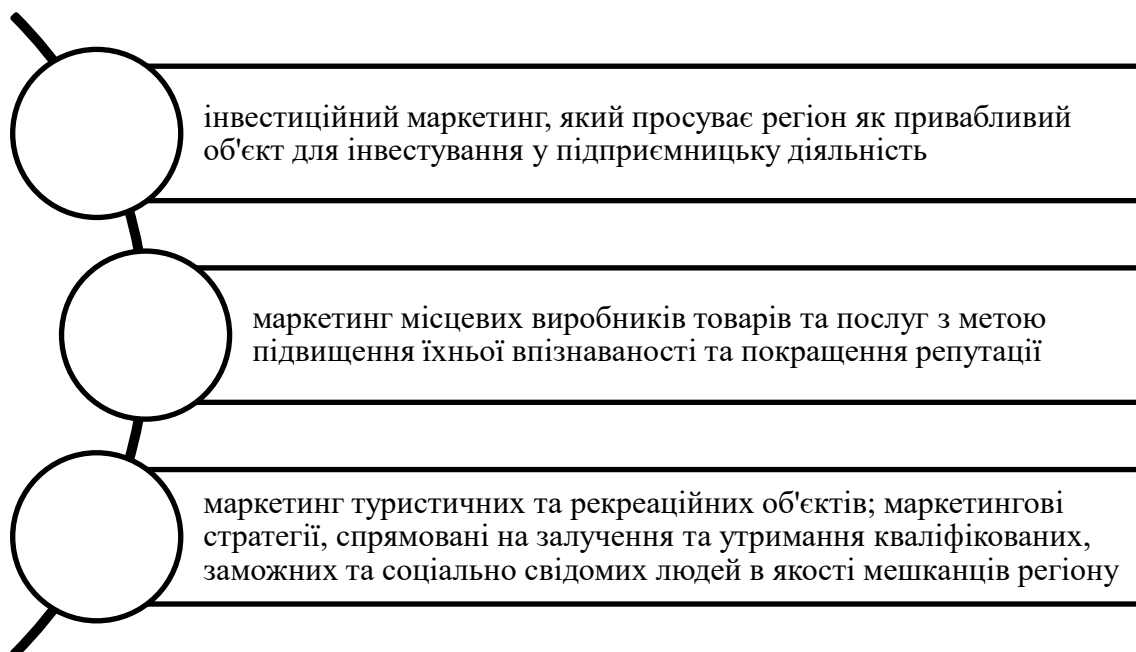 інвестиційний маркетинг, який просуває регіон як привабливий
об'єкт для інвестування у підприємницьку діяльність
маркетинг місцевих виробників товарів та послуг з метою
підвищення їхньої впізнаваності та покращення репутації
маркетинг туристичних та рекреаційних об'єктів; маркетингові
стратегії, спрямовані на залучення та утримання кваліфікованих,
заможних та соціально свідомих людей в якості мешканців регіону